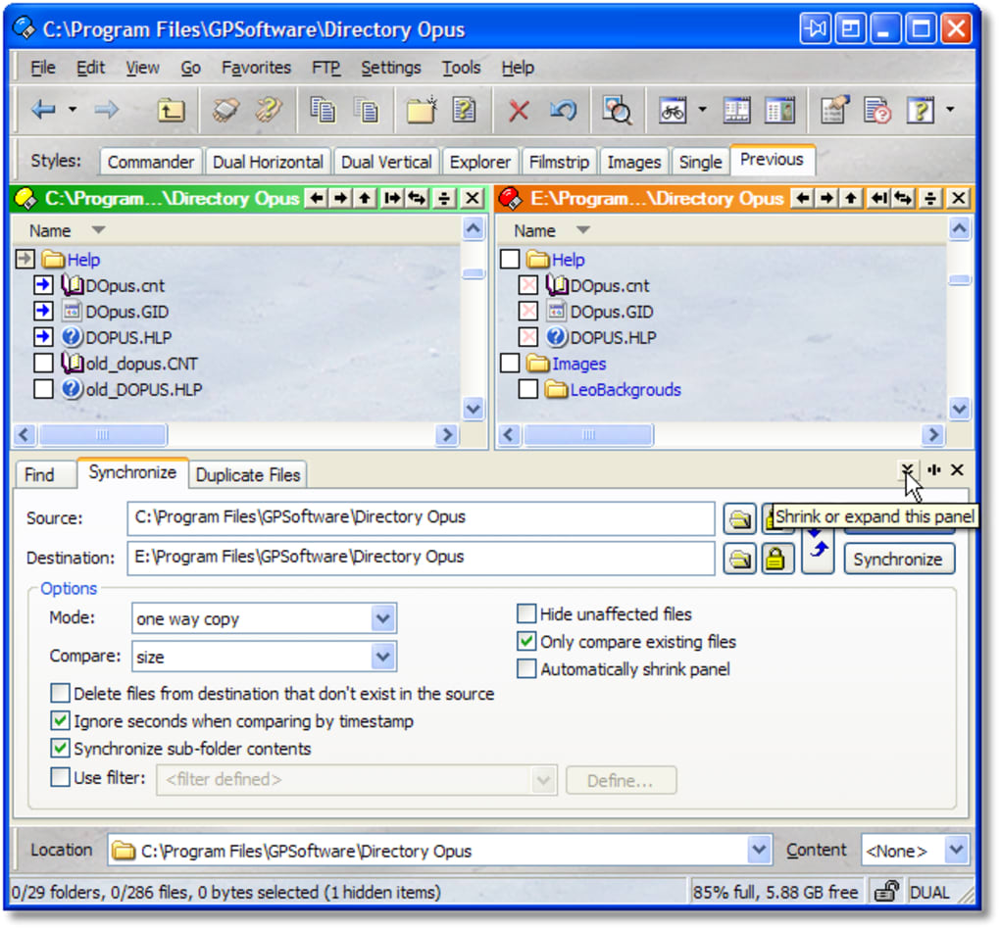 C:\Program Files\GPSoftware\Directory Opus
File Edit View Go Favorites FTP Settings Tools Help
Styles: Commander Dual Horizontal Dual Vertical Explorer Filmstrip Images Single Previous
C:\Program...\Directory Opus
Name
Help
DOpus.cnt
DOpus.GID
DOPUS.HLP
old_dopus.CNT
old_DOPUS.HLP
E:\Program...\Directory Opus
Name
Help
DOpus.cnt
DOpus.GID
DOPUS.HLP
Images
LeoBackgrouds
Find Synchronize Duplicate Files
Source: C:\Program Files\GPSoftware\Directory Opus
Shrink or expand this panel
Destination: E:\Program Files\GPSoftware\Directory Opus
Synchronize
Options
Mode: one way copy
Compare: size
Hide unaffected files
Only compare existing files
Automatically shrink panel
Delete files from destination that don't exist in the source
Ignore seconds when comparing by timestamp
Synchronize sub-folder contents
Use filter: <filter defined> Define...
Location C:\Program Files\GPSoftware\Directory Opus Content <None>
0/29 folders, 0/286 files, 0 bytes selected (1 hidden items) 85% full, 5.88 GB free DUAL